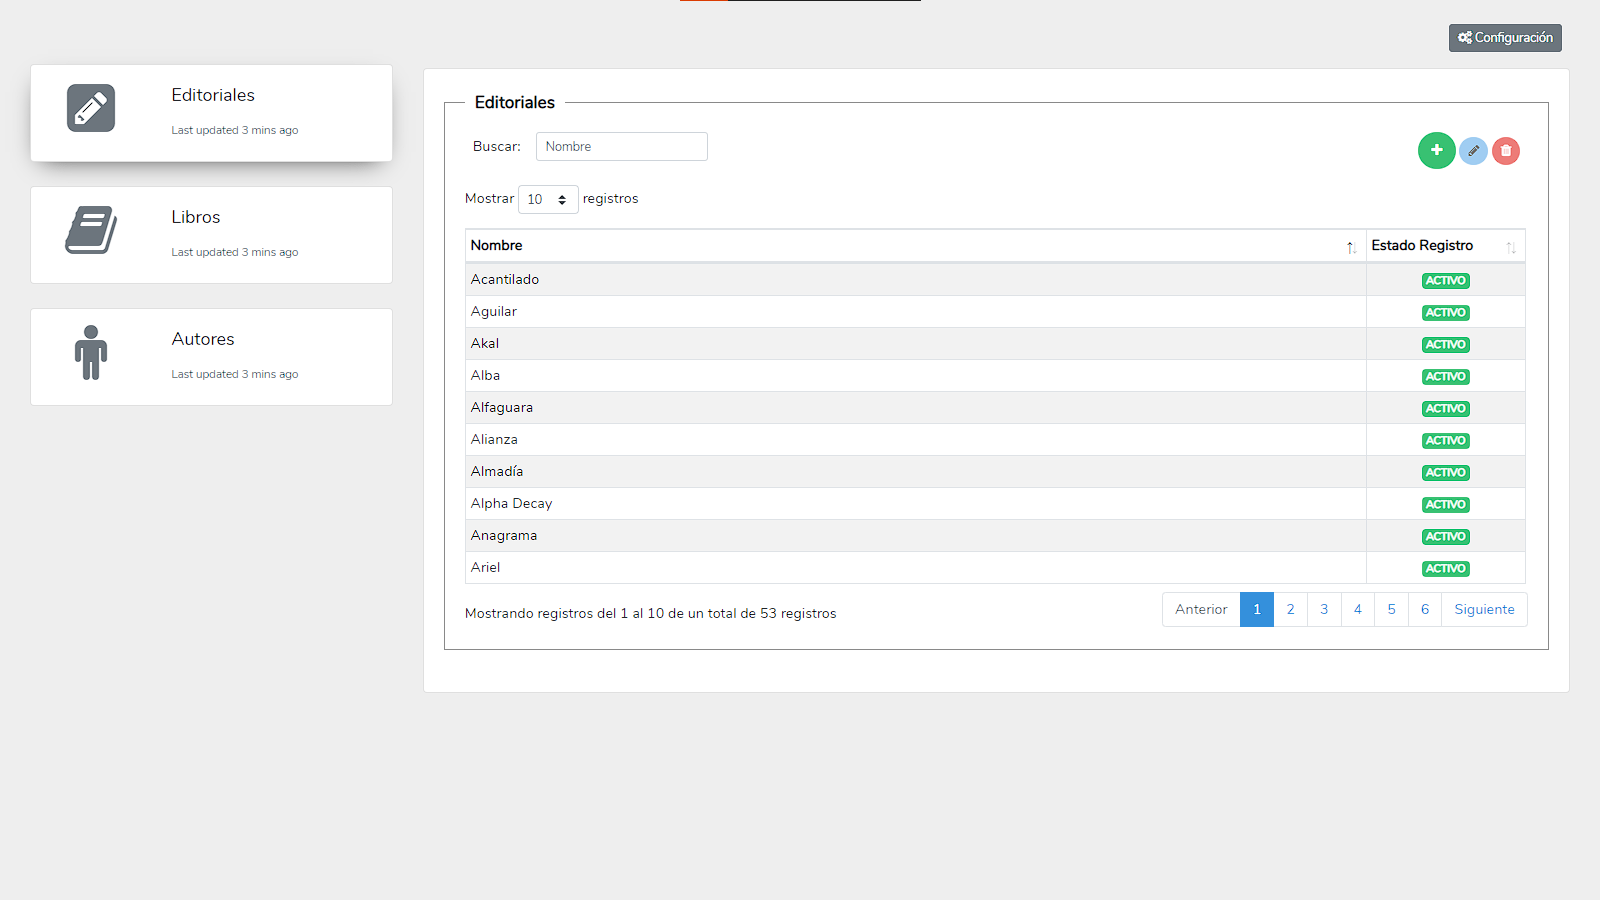 Configuración
Editoriales
Last updated 3 mins ago
Libros
Last updated 3 mins ago
Autores
Last updated 3 mins ago
Editoriales
Buscar: Nombre
Mostrar 10 registros
Nombre Estado Registro
Acantilado ACTIVO
Aguilar ACTIVO
Akal ACTIVO
Alba ACTIVO
Alfaguara ACTIVO
Alianza ACTIVO
Almadía ACTIVO
Alpha Decay ACTIVO
Anagrama ACTIVO
Ariel ACTIVO
Mostrando registros del 1 al 10 de un total de 53 registros
Anterior 1 2 3 4 5 6 Siguiente